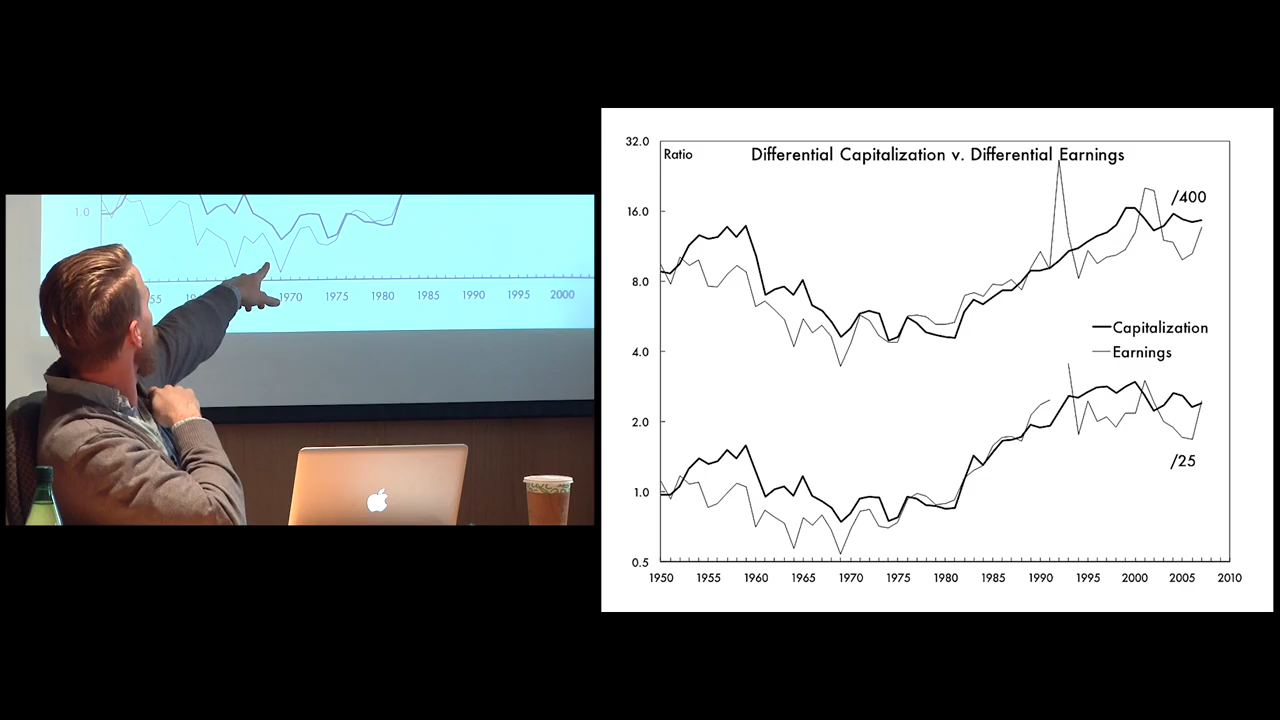 1.0
1970 1975 1980 1985 1990 1995 2000
Differential Capitalization v. Differential Earnings
Ratio
32.0
16.0
8.0
4.0
2.0
1.0
0.5
/400
Capitalization
Earnings
/25
1950 1955 1960 1965 1970 1975 1980 1985 1990 1995 2000 2005 2010